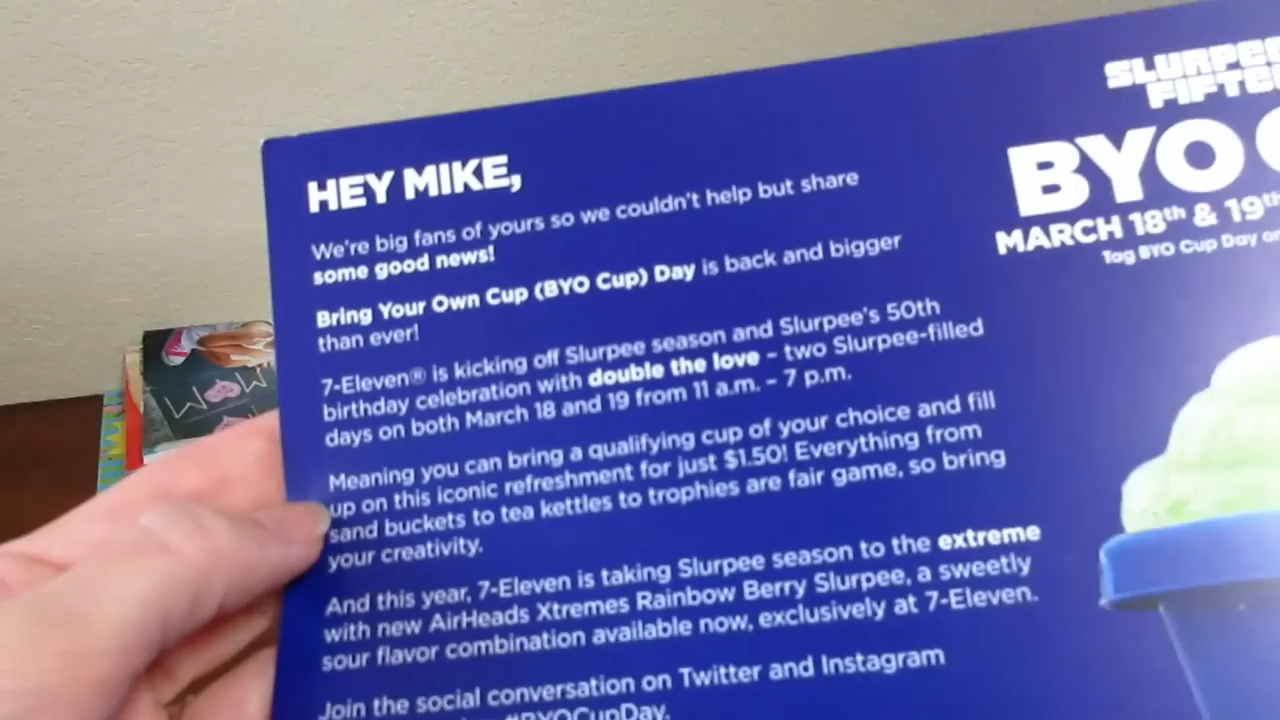 HEY MIKE,
We're big fans of yours so we couldn't help but share
some good news!
Bring Your Own Cup (BYO Cup) Day is back and bigger
than ever!
7-Eleven® is kicking off Slurpee season and Slurpee's 50th
birthday celebration with double the love – two Slurpee-filled
days on both March 18 and 19 from 11 a.m. – 7 p.m.
Meaning you can bring a qualifying cup of your choice and fill
up on this iconic refreshment for just $1.50! Everything from
sand buckets to tea kettles to trophies are fair game, so bring
your creativity.
And this year, 7-Eleven is taking Slurpee season to the extreme
with new AirHeads Xtremes Rainbow Berry Slurpee, a sweetly
sour flavor combination available now, exclusively at 7-Eleven.
Join the social conversation on Twitter and Instagram
#BYOCupDay.
BYO
MARCH 18th & 19th
Tag BYO Cup Day on